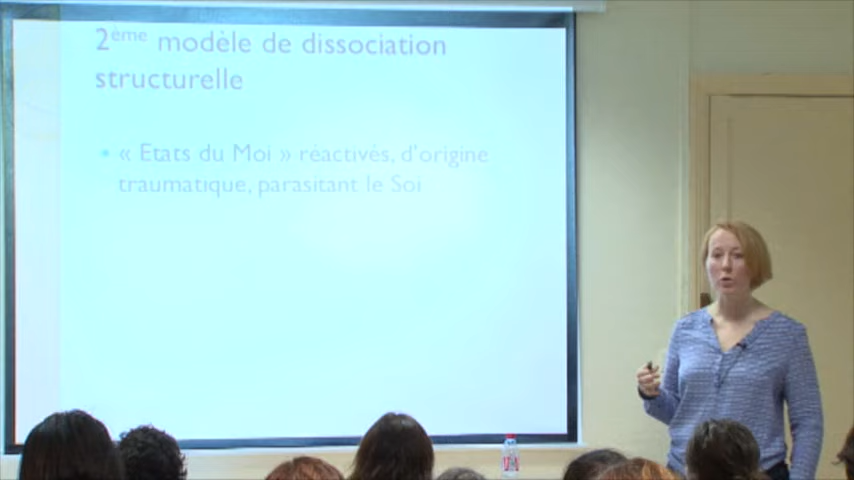 2ème modèle de dissociation
structurelle
• « Etats du Moi » réactivés, d'origine
traumatique, parasitant le Soi